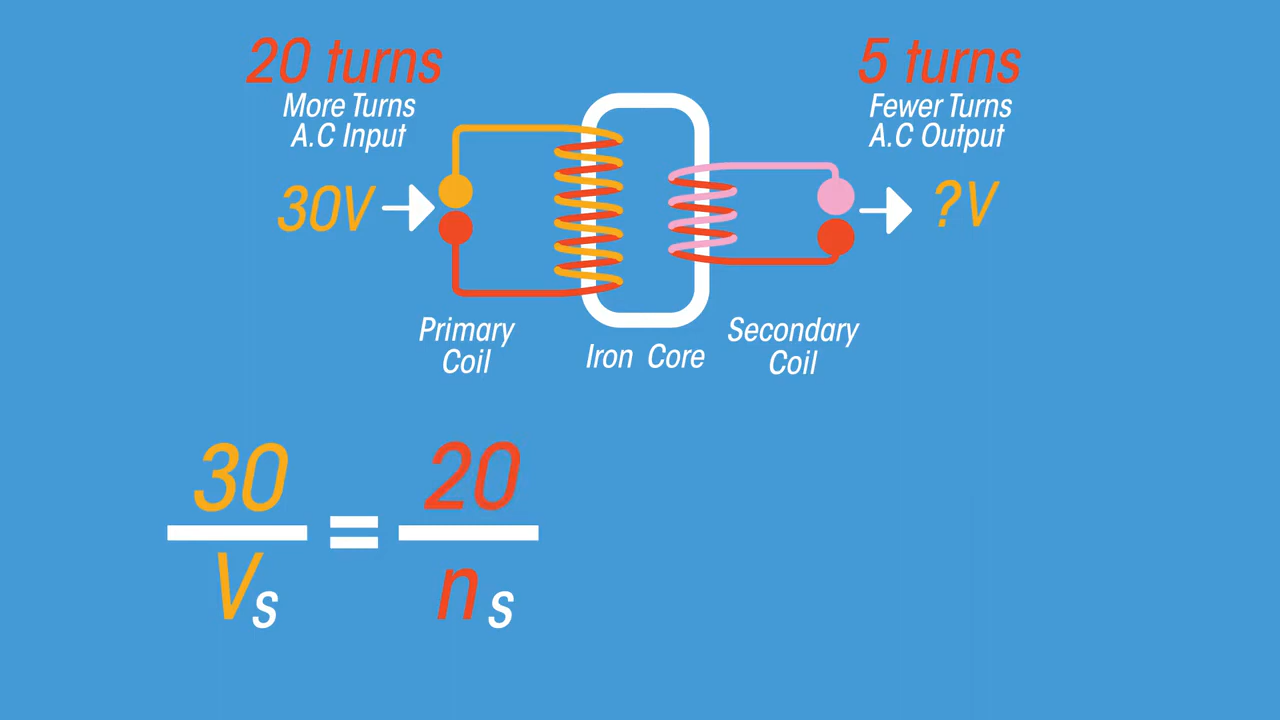 20 turns
More Turns
A.C Input
30V
5 turns
Fewer Turns
A.C Output
?V
Primary
Coil
Iron Core
Secondary
Coil
30
Vs
=
20
ns